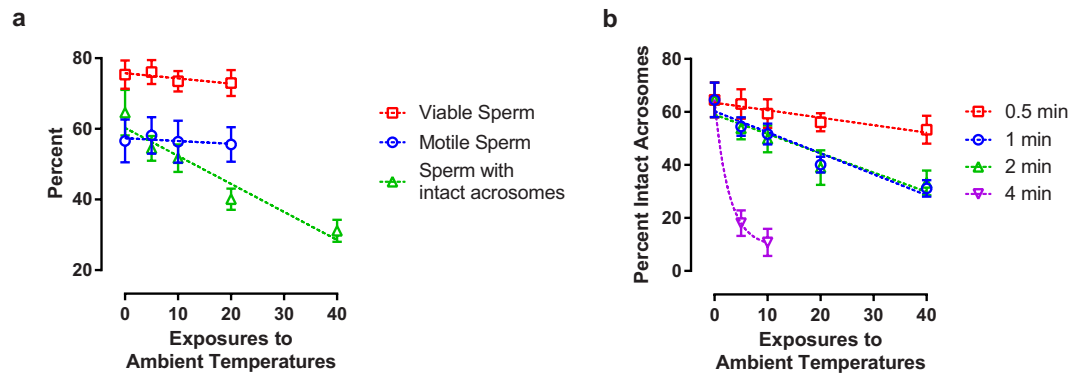 a
80
60
40
20
Percent
0 10 20 30 40
Exposures to
Ambient Temperatures
Viable Sperm
Motile Sperm
Sperm with
intact acrosomes
b
80
60
40
20
0
Percent Intact Acrosomes
0 10 20 30 40
Exposures to
Ambient Temperatures
0.5 min
1 min
2 min
4 min